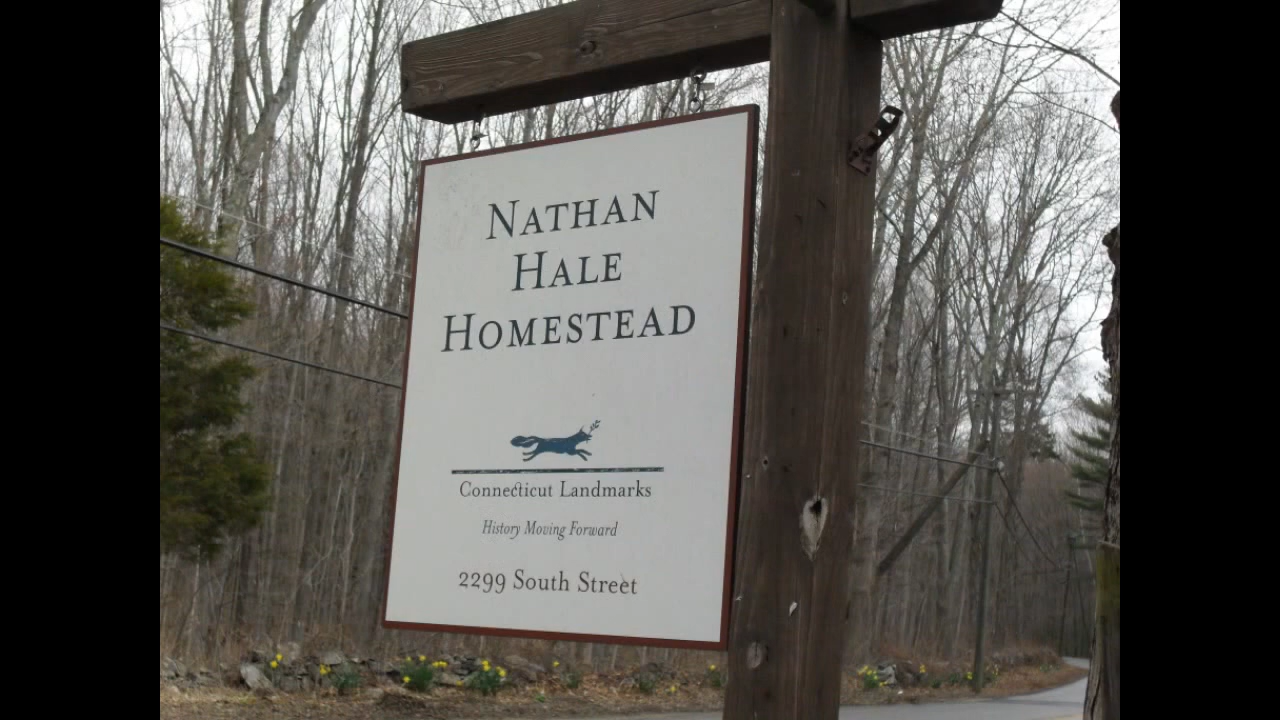 NATHAN
HALE
HOMESTEAD
Connecticut Landmarks
History Moving Forward
2299 South Street